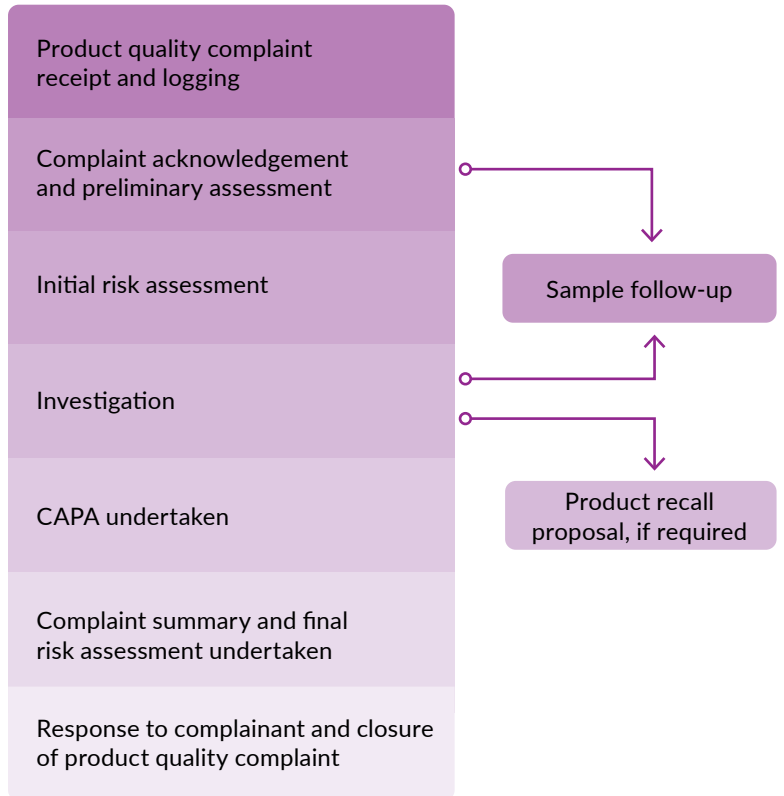 Product quality complaint
receipt and logging
Complaint acknowledgement
and preliminary assessment
Initial risk assessment
Sample follow-up
Investigation
CAPA undertaken
Product recall
proposal, if required
Complaint summary and final
risk assessment undertaken
Response to complainant and closure
of product quality complaint